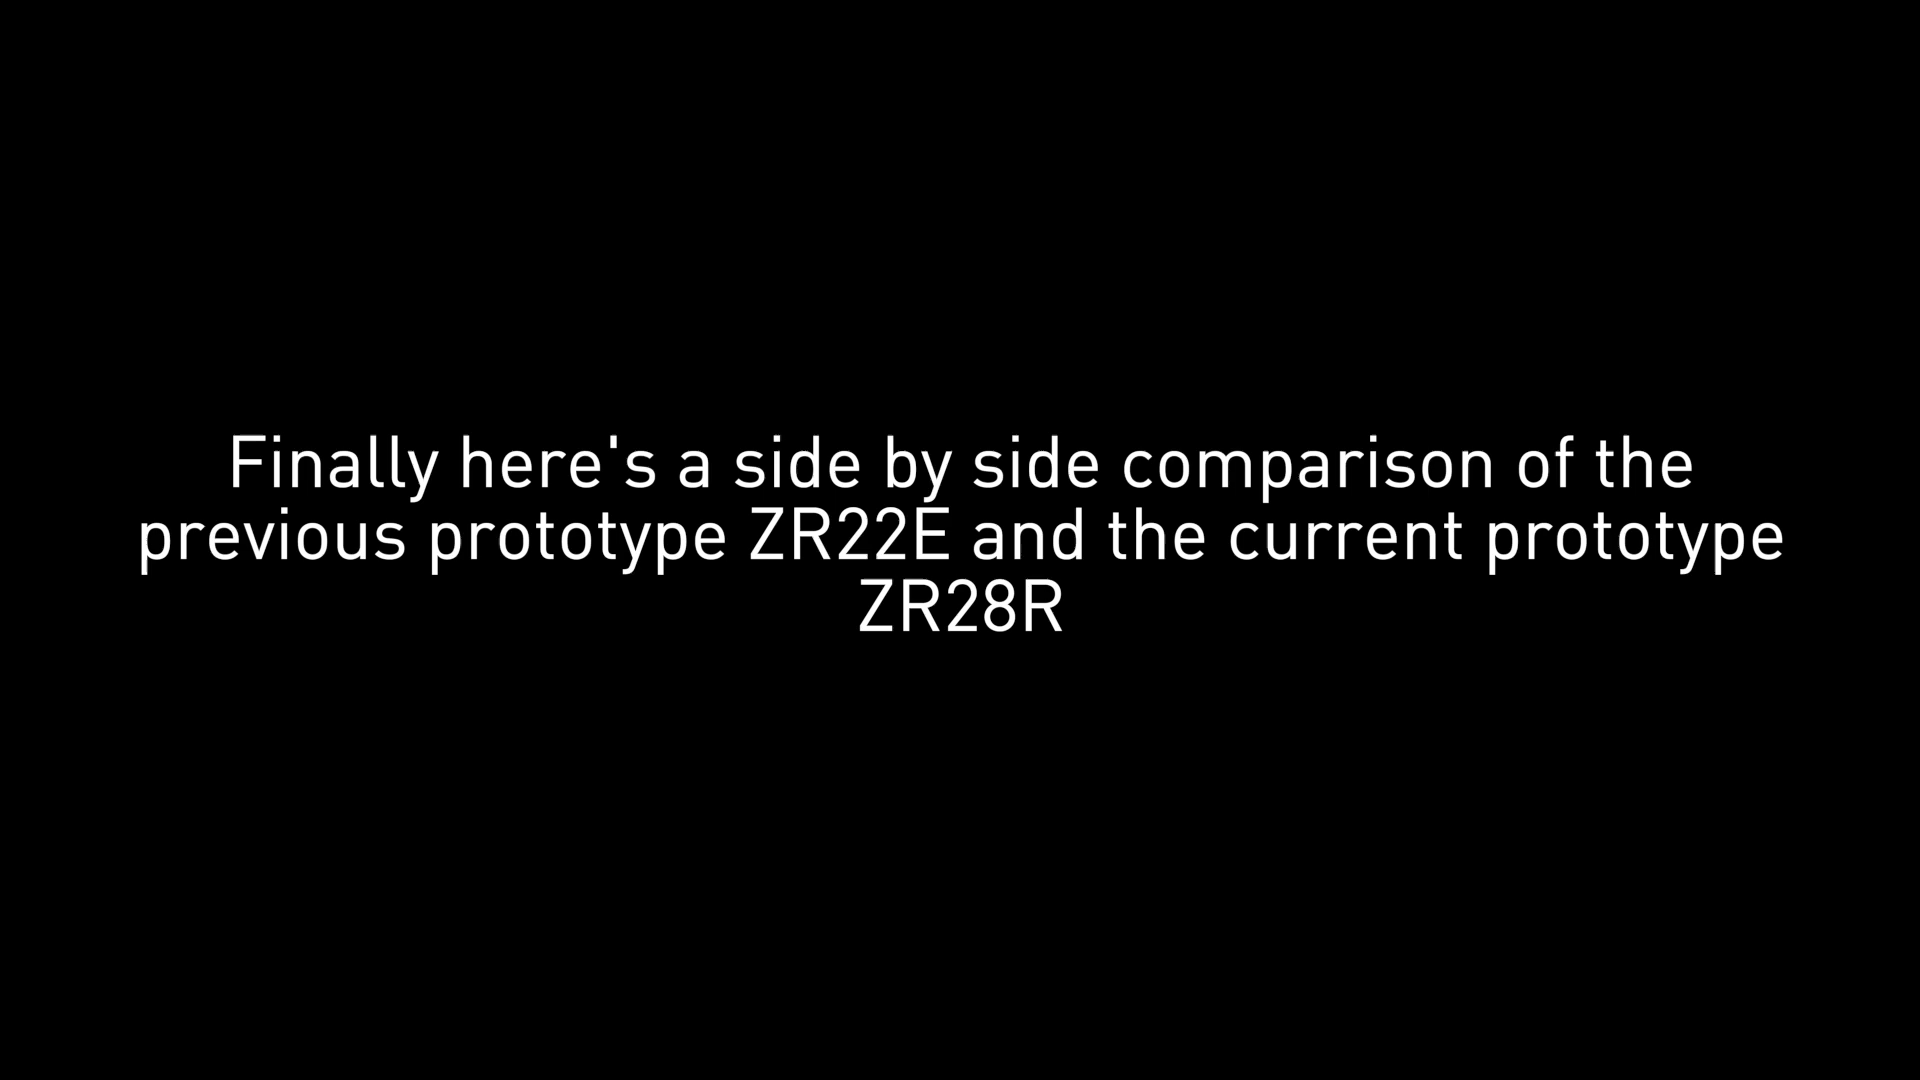 Finally here's a side by side comparison of the
previous prototype ZR22E and the current prototype
ZR28R